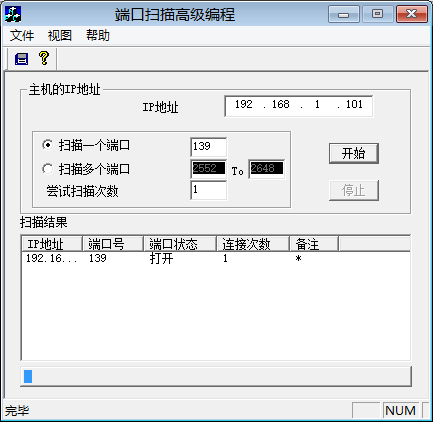 端口扫描高级编程
文件 视图 帮助
主机的IP地址
IP地址 192 . 168 . 1 . 101
扫描一个端口 139
扫描多个端口 2552 To 2648
尝试扫描次数 1
开始
停止
扫描结果
IP地址 端口号 端口状态 连接次数 备注
192.16... 139 打开 1 *
完毕 NUM